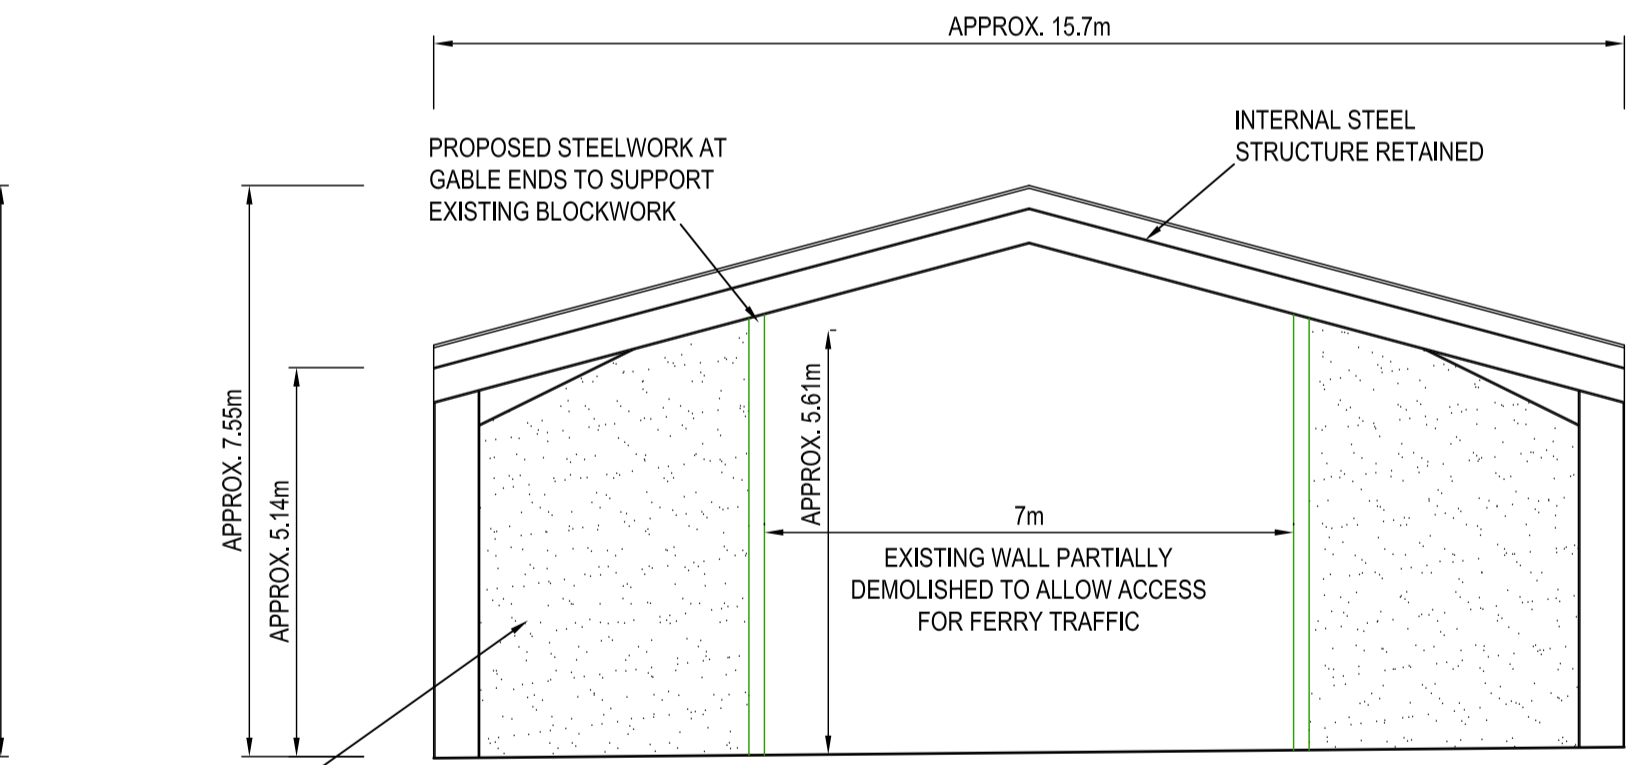 APPROX. 15.7m
INTERNAL STEEL
STRUCTURE RETAINED
PROPOSED STEELWORK AT
GABLE ENDS TO SUPPORT
EXISTING BLOCKWORK
APPROX. 7.55m
APPROX. 5.14m
APPROX. 5.61m
7m
EXISTING WALL PARTIALLY
DEMOLISHED TO ALLOW ACCESS
FOR FERRY TRAFFIC